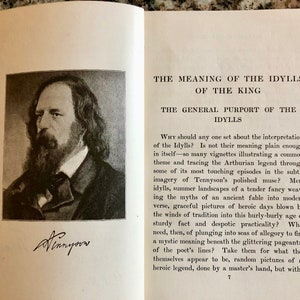 A Tennyson
THE MEANING OF THE IDYLLS
OF THE KING
THE GENERAL PURPORT OF THE
IDYLLS
WHY should any one set about the interpretation
of the Idylls? Is not their meaning plain enough
in itself—so many vignettes illustrating a common
theme and tracing the Arthurian legend through
some of its most touching episodes in the subtle
imagery of Tennyson's polished muse? Mere
idylls, summer landscapes of a tender fancy weav-
ing the myths of an ancient fable into modern
verse, graceful pictures of heroic days blown by
the winds of tradition into this burly-burly age of
sturdy fact and despotic practicality? What
need, then, of plunging into seas of allegory to find
a mystic meaning beneath the glittering pageantry
of the poet's lines? Take them for what they
themselves appear to be, random pictures of a
heroic legend, done by a master's hand, but with
7